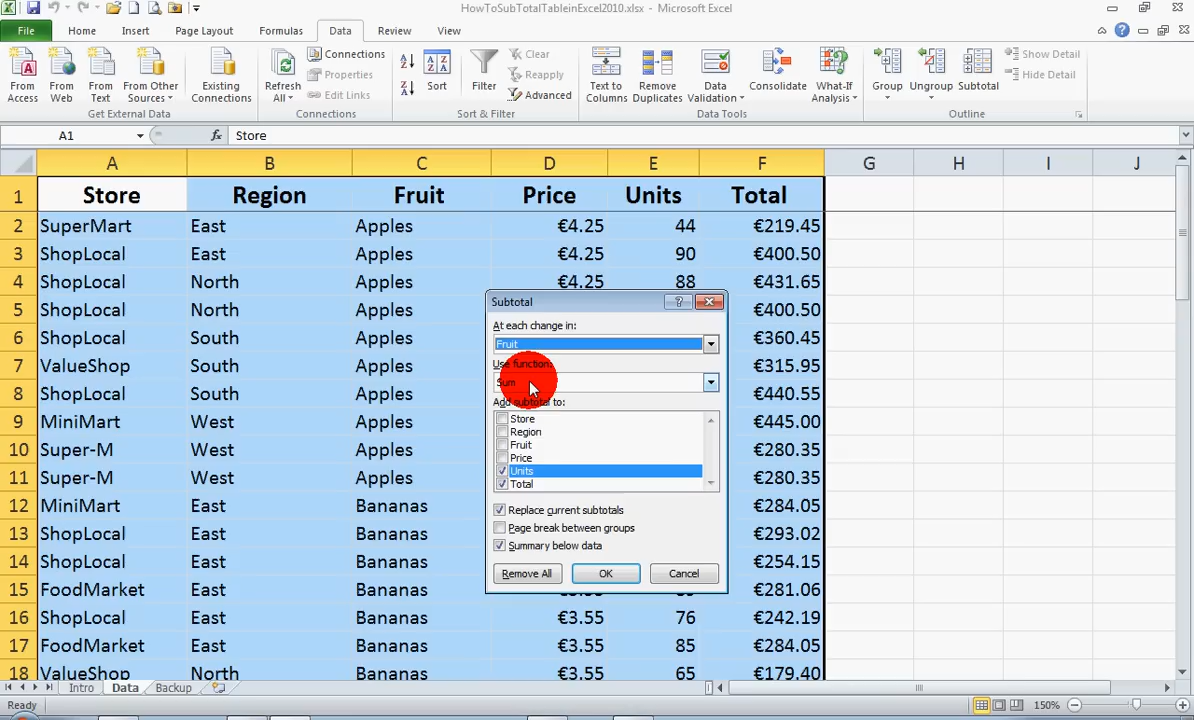 HowToSubTotalTableinExcel2010.xlsx - Microsoft Excel
File Home Insert Page Layout Formulas Data Review View
From Access
From Web
From Text
From Other Sources
Existing Connections
Get External Data
Refresh All
Connections
Properties
Edit Links
Connections
Sort
Filter
Clear
Reapply
Advanced
Sort & Filter
Text to Columns
Remove Duplicates
Data Validation
Consolidate
What-If Analysis
Data Tools
Group
Ungroup
Subtotal
Show Detail
Hide Detail
Outline
A1 fx Store
A B C D E F G H I J
1 Store Region Fruit Price Units Total
2 SuperMart East Apples €4.25 44 €219.45
3 ShopLocal East Apples €4.25 90 €400.50
4 ShopLocal North Apples €4.25 88 €431.65
5 ShopLocal North Apples €400.50
6 ShopLocal South Apples €360.45
7 ValueShop South Apples €315.95
8 ShopLocal South Apples €440.55
9 MiniMart West Apples €445.00
10 Super-M West Apples €280.35
11 Super-M West Apples €280.35
12 MiniMart East Bananas €284.05
13 ShopLocal East Bananas €293.02
14 ShopLocal East Bananas €254.15
15 FoodMarket East Bananas €281.06
16 ShopLocal East Bananas €3.55 76 €242.19
17 FoodMarket East Bananas €3.55 85 €284.05
18 ValueShop North Bananas €3.55 65 €179.40
Subtotal
At each change in:
Fruit
Use function:
Sum
Add subtotal to:
Store
Region
Fruit
Price
Units
Total
Replace current subtotals
Page break between groups
Summary below data
Remove All OK Cancel
Intro Data Backup
Ready 150%